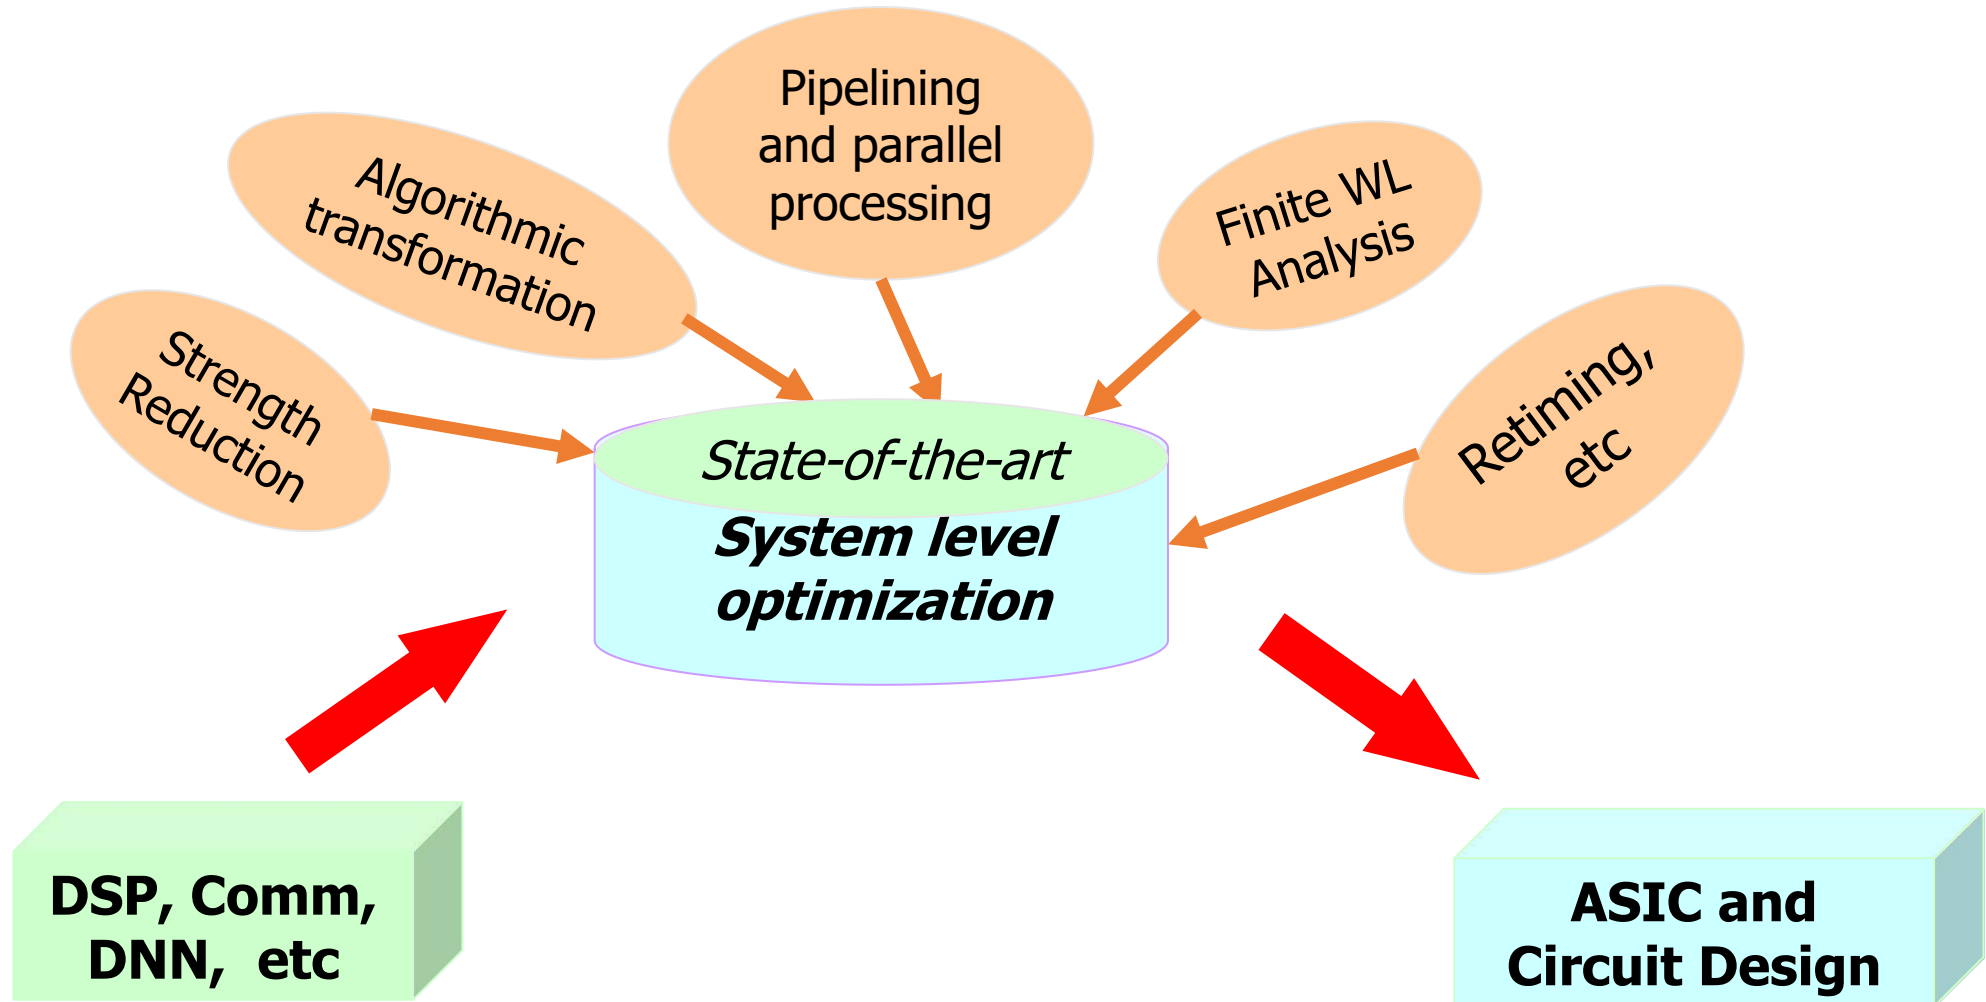 Pipelining
and parallel
processing
Algorithmic
transformation
Finite WL
Analysis
Strength
Reduction
Retiming,
etc
State-of-the-art
System level
optimization
DSP, Comm,
DNN, etc
ASIC and
Circuit Design